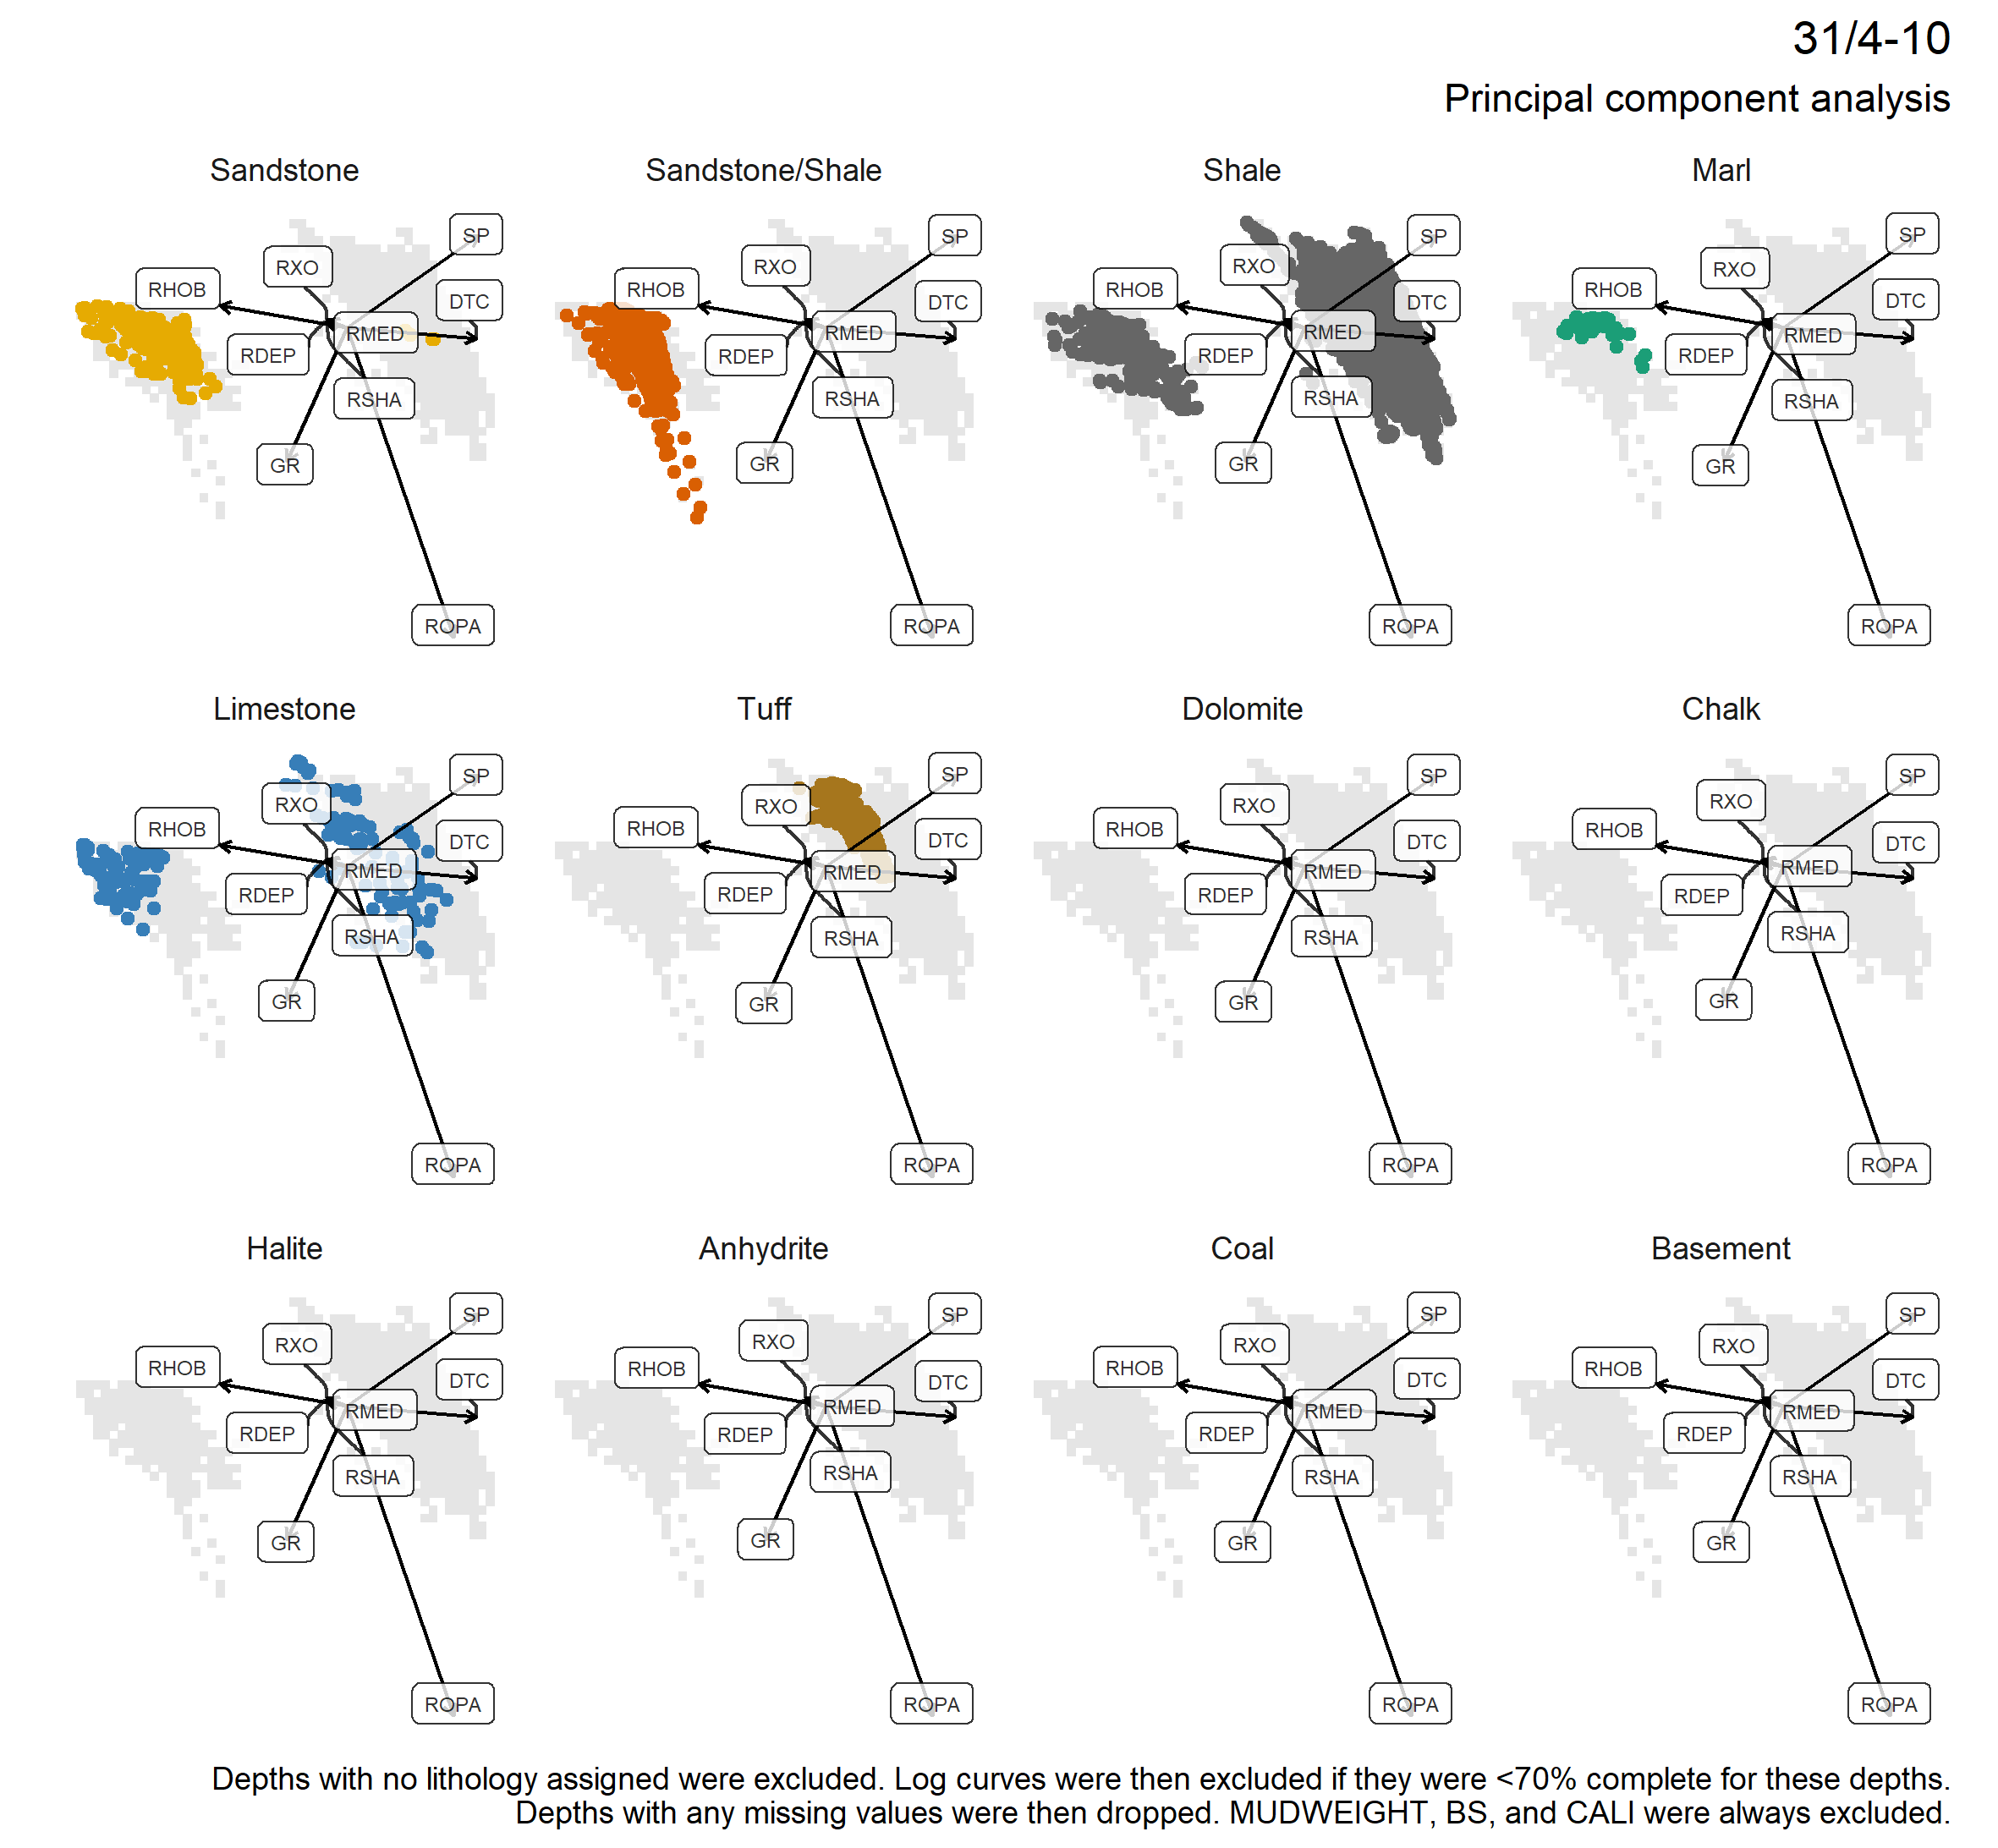 31/4-10
Principal component analysis
Sandstone
SP
RXO
RHOB
DTC
RMED
RDEP
RSHA
GR
ROPA
Sandstone/Shale
SP
RXO
RHOB
DTC
RMED
RDEP
RSHA
GR
ROPA
Shale
SP
RXO
RHOB
DTC
RMED
RDEP
RSHA
GR
ROPA
Marl
SP
RXO
RHOB
DTC
RMED
RDEP
RSHA
GR
ROPA
Limestone
SP
RXO
RHOB
DTC
RMED
RDEP
RSHA
GR
ROPA
Tuff
SP
RXO
RHOB
DTC
RMED
RDEP
RSHA
GR
ROPA
Dolomite
SP
RXO
RHOB
DTC
RMED
RDEP
RSHA
GR
ROPA
Chalk
SP
RXO
RHOB
DTC
RMED
RDEP
RSHA
GR
ROPA
Halite
SP
RXO
RHOB
DTC
RMED
RDEP
RSHA
GR
ROPA
Anhydrite
SP
RXO
RHOB
DTC
RMED
RDEP
RSHA
GR
ROPA
Coal
SP
RXO
RHOB
DTC
RMED
RDEP
RSHA
GR
ROPA
Basement
SP
RXO
RHOB
DTC
RMED
RDEP
RSHA
GR
ROPA
Depths with no lithology assigned were excluded. Log curves were then excluded if they were <70% complete for these depths.
Depths with any missing values were then dropped. MUDWEIGHT, BS, and CALI were always excluded.